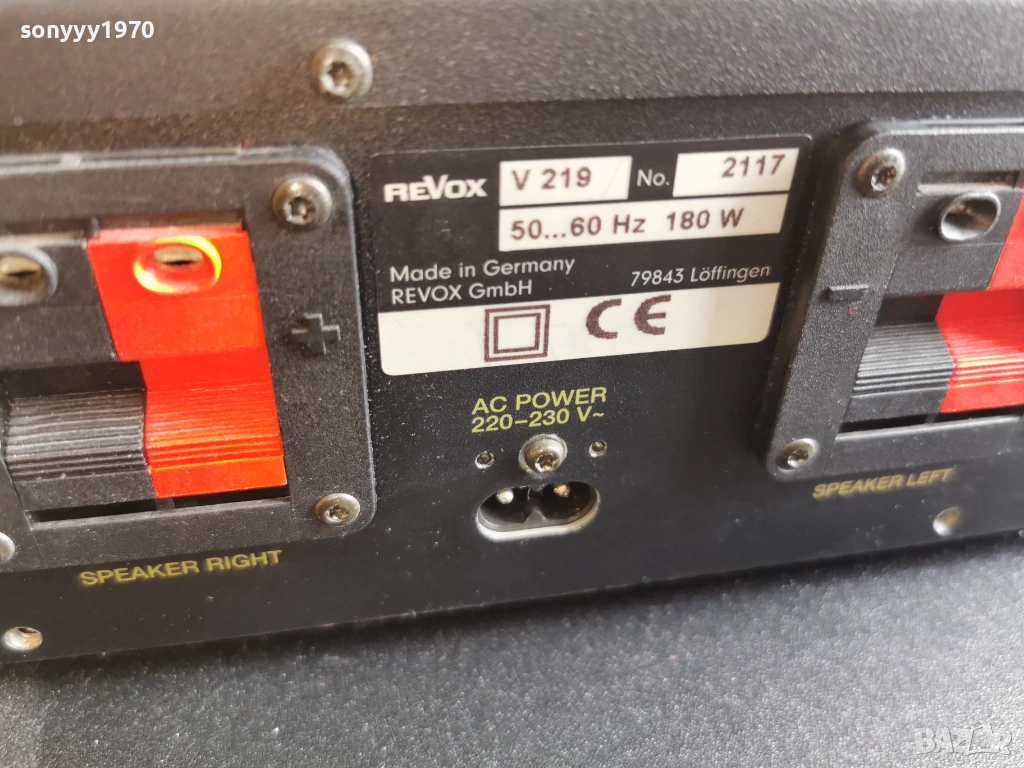 sonyyy1970
REVOX V 219 No. 2117
50...60 Hz 180 W
Made in Germany
REVOX GmbH 79843 Löffingen
CE
AC POWER
220–230 V~
+
−
SPEAKER RIGHT
SPEAKER LEFT
BAZAR